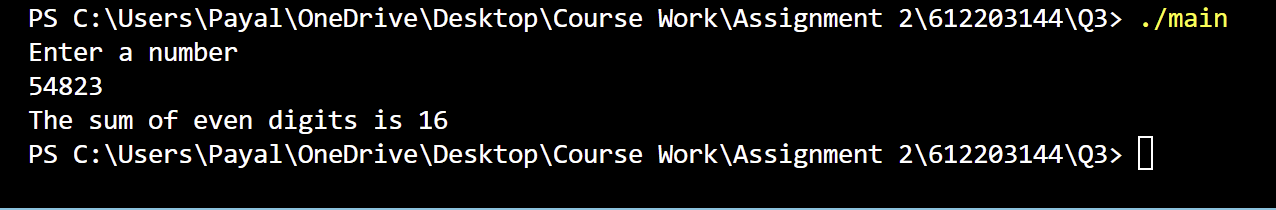 PS C:\Users\Payal\OneDrive\Desktop\Course Work\Assignment 2\612203144\Q3> ./main
Enter a number
54823
The sum of even digits is 16
PS C:\Users\Payal\OneDrive\Desktop\Course Work\Assignment 2\612203144\Q3>